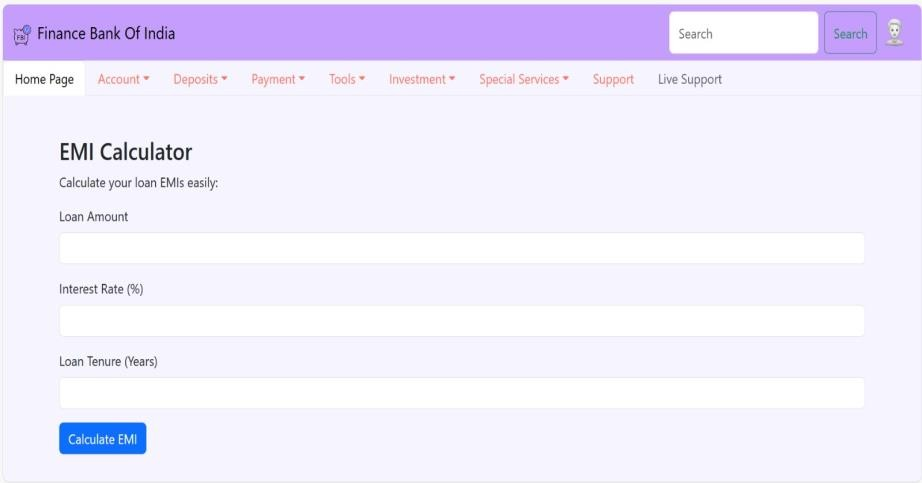 FBI Finance Bank Of India Search Search
Home Page Account Deposits Payment Tools Investment Special Services Support Live Support
EMI Calculator
Calculate your loan EMIs easily:
Loan Amount
Interest Rate (%)
Loan Tenure (Years)
Calculate EMI